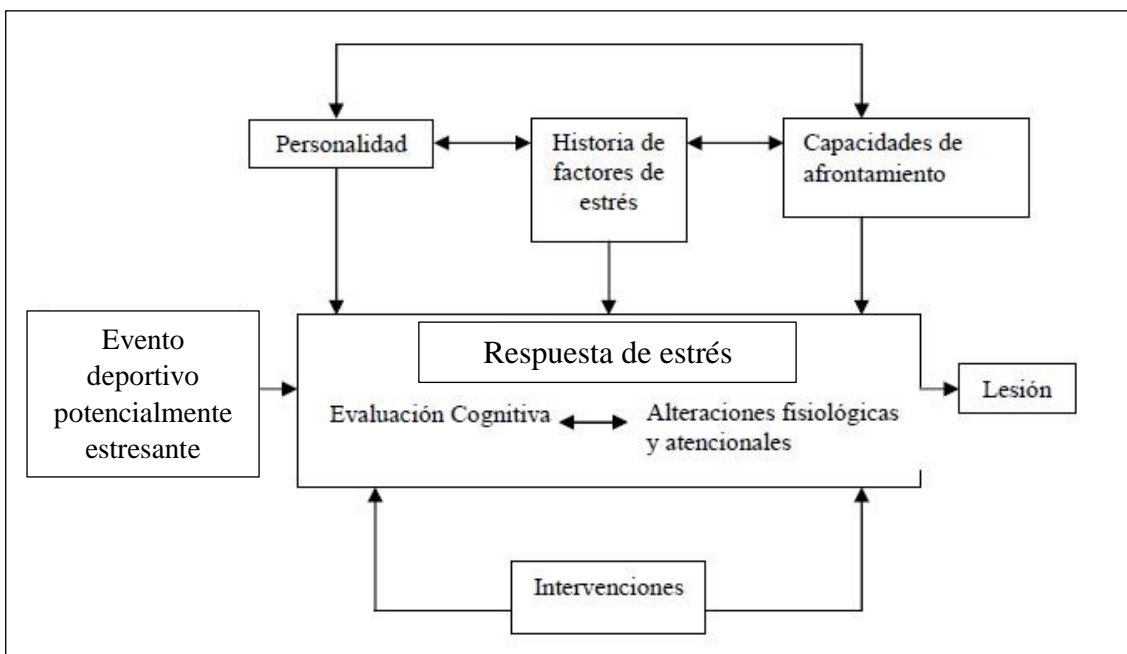 Personalidad
Historia de
factores de
estrés
Capacidades de
afrontamiento
Evento
deportivo
potencialmente
estresante
Respuesta de estrés
Evaluación Cognitiva
Alteraciones fisiológicas
y atencionales
Lesión
Intervenciones